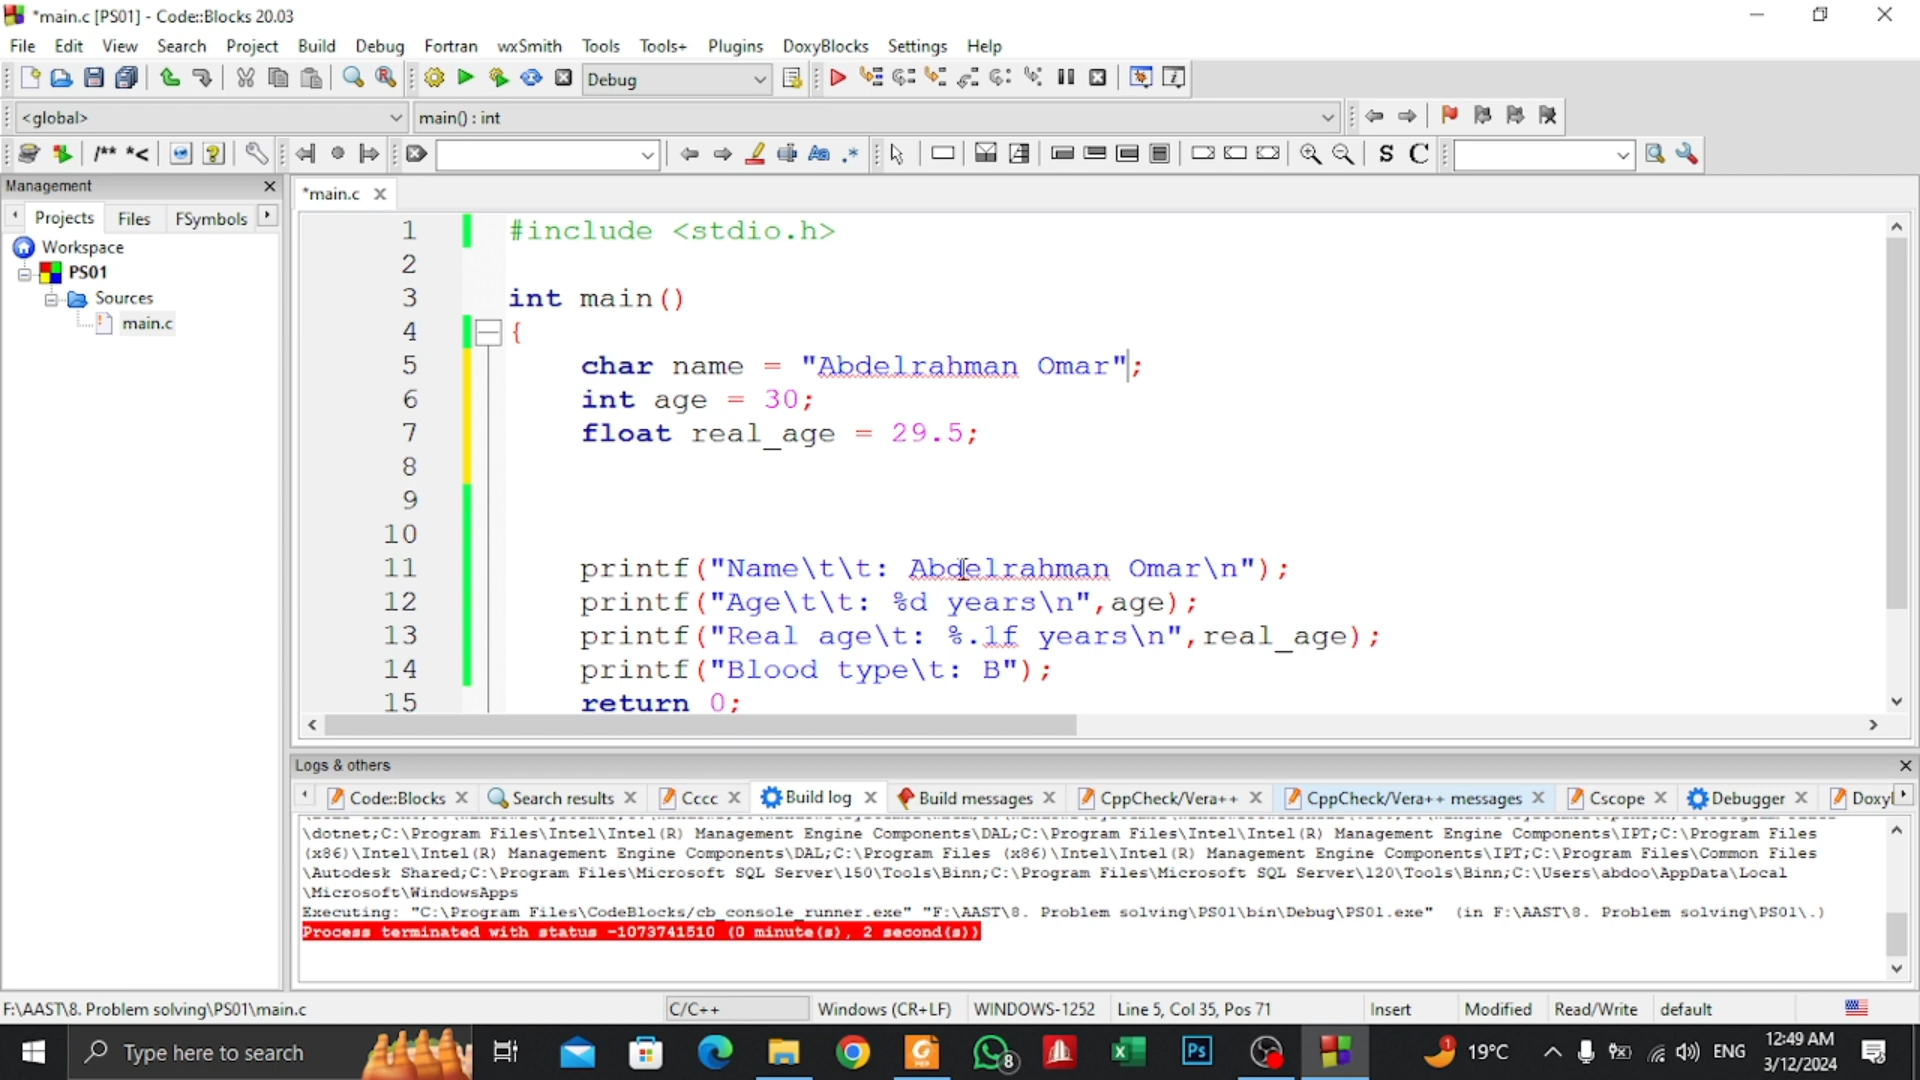 *main.c [PS01] - Code::Blocks 20.03
File Edit View Search Project Build Debug Fortran wxSmith Tools Tools+ Plugins DoxyBlocks Settings Help
Debug
<global> main() : int
/** *< Aa .* S C
Management
Projects Files FSymbols
Workspace
PS01
Sources
main.c
*main.c
1 #include <stdio.h>
2
3 int main()
4 {
5 char name = "Abdelrahman Omar";
6 int age = 30;
7 float real_age = 29.5;
8
9
10
11 printf("Name\t\t: Abdelrahman Omar\n");
12 printf("Age\t\t: %d years\n",age);
13 printf("Real age\t: %.1f years\n",real_age);
14 printf("Blood type\t: B");
15 return 0;
Logs & others
Code::Blocks Search results Cccc Build log Build messages CppCheck/Vera++ CppCheck/Vera++ messages Cscope Debugger Doxyl
\dotnet;C:\Program Files\Intel\Intel(R) Management Engine Components\DAL;C:\Program Files\Intel\Intel(R) Management Engine Components\IPT;C:\Program Files
(x86)\Intel\Intel(R) Management Engine Components\DAL;C:\Program Files (x86)\Intel\Intel(R) Management Engine Components\IPT;C:\Program Files\Common Files
\Autodesk Shared;C:\Program Files\Microsoft SQL Server\150\Tools\Binn;C:\Program Files\Microsoft SQL Server\120\Tools\Binn;C:\Users\abdoo\AppData\Local
\Microsoft\WindowsApps
Executing: "C:\Program Files\CodeBlocks/cb_console_runner.exe" "F:\AAST\8. Problem solving\PS01\bin\Debug\PS01.exe" (in F:\AAST\8. Problem solving\PS01\.)
Process terminated with status -1073741510 (0 minute(s), 2 second(s))
F:\AAST\8. Problem solving\PS01\main.c C/C++ Windows (CR+LF) WINDOWS-1252 Line 5, Col 35, Pos 71 Insert Modified Read/Write default
Type here to search 8 Ps 1 19°C ENG 12:49 AM
3/12/2024